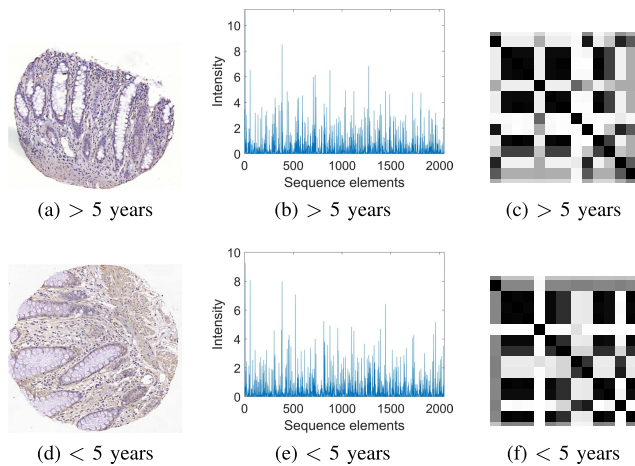 10
8
6
4
2
0
Intensity
0 500 1000 1500 2000
Sequence elements
(a) > 5 years
(b) > 5 years
(c) > 5 years
10
8
6
4
2
0
Intensity
0 500 1000 1500 2000
Sequence elements
(d) < 5 years
(e) < 5 years
(f) < 5 years